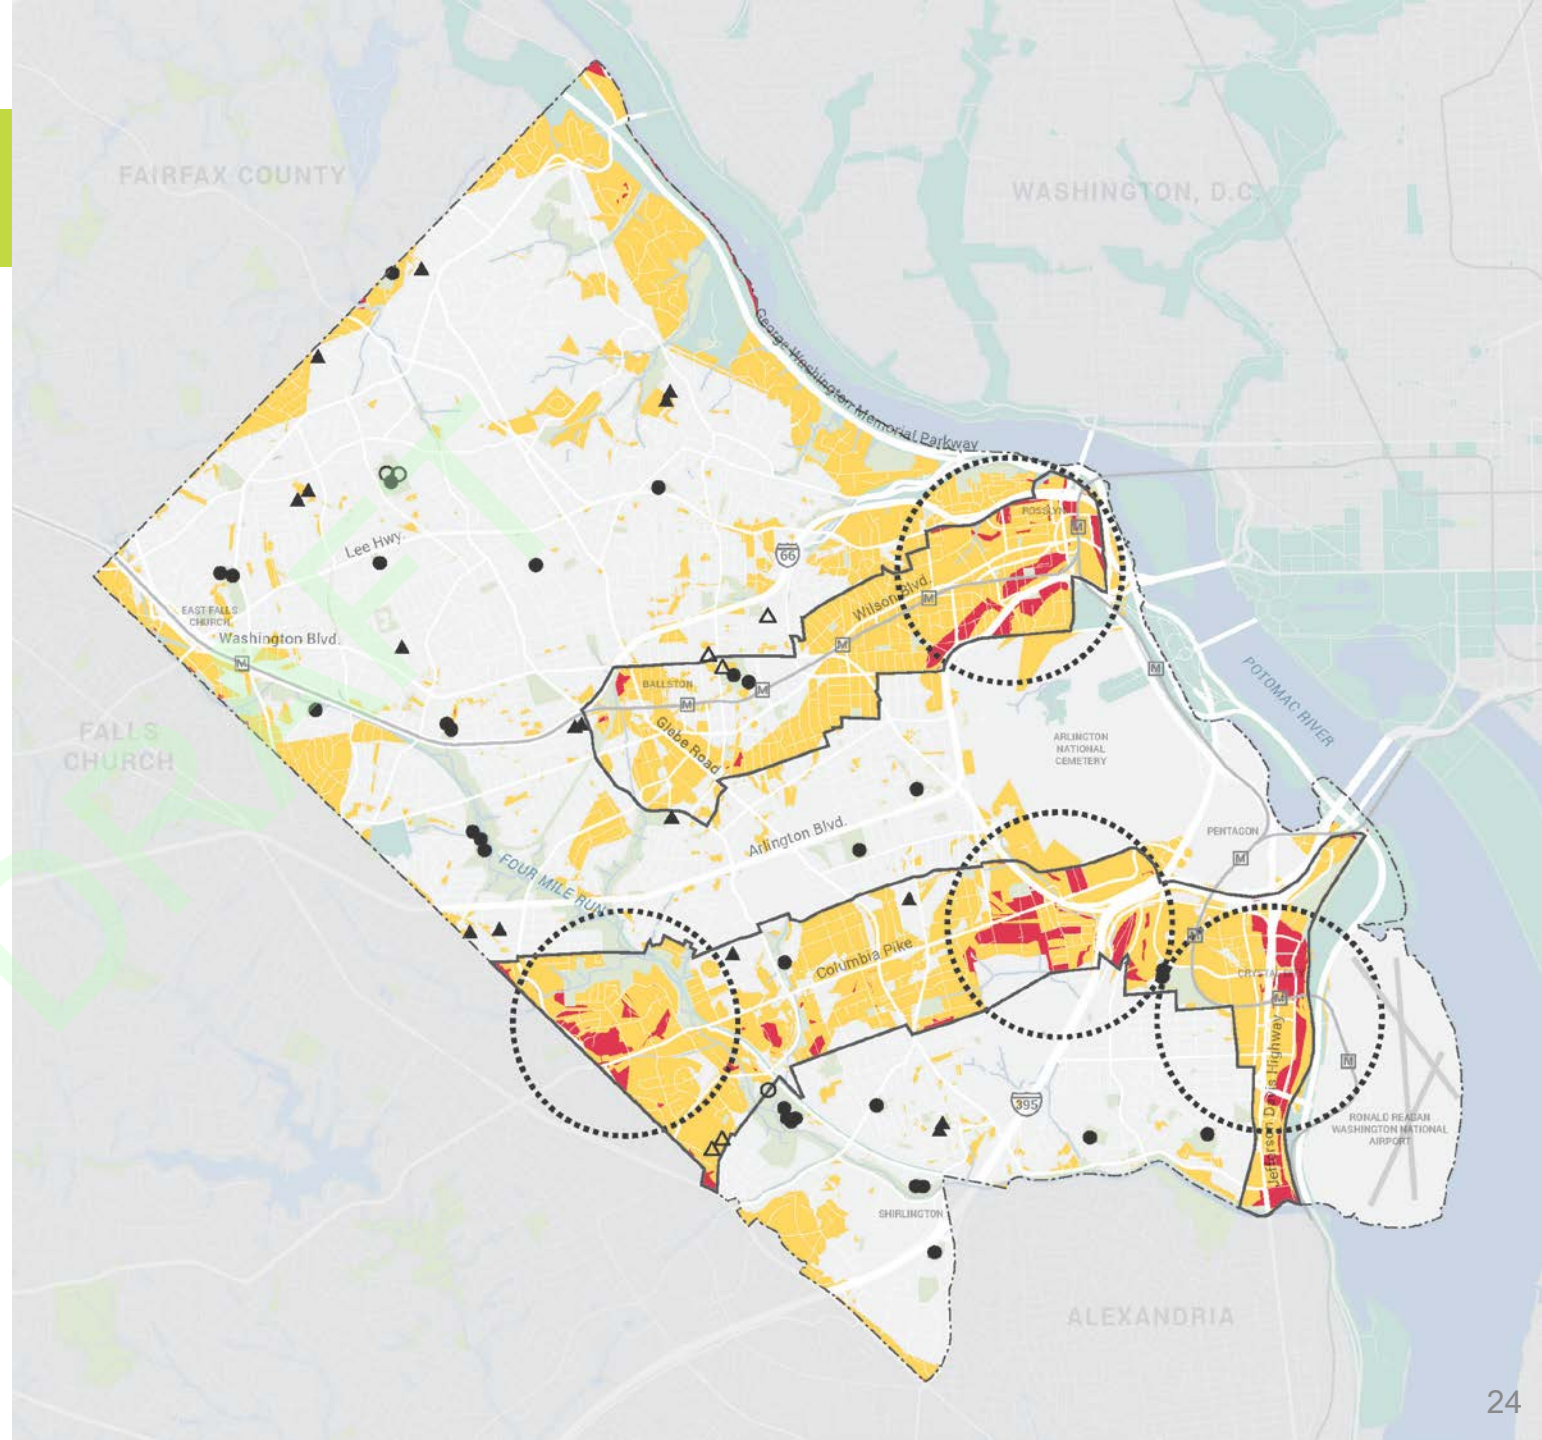 FAIRFAX COUNTY
WASHINGTON, D.C.
George Washington Memorial Parkway
ROSSLYN
M
Lee Hwy.
66
Wilson Blvd.
M
EAST FALLS
CHURCH
Washington Blvd.
M
M
M
POTOMAC RIVER
BALLSTON
M
M
Glebe Road
FALLS
CHURCH
ARLINGTON
NATIONAL
CEMETERY
Arlington Blvd.
PENTAGON
M
FOUR MILE RUN
Columbia Pike
M
CRYSTAL
M
Jefferson Davis Highway
M
395
RONALD REAGAN
WASHINGTON NATIONAL
AIRPORT
SHIRLINGTON
ALEXANDRIA
DRAFT
24